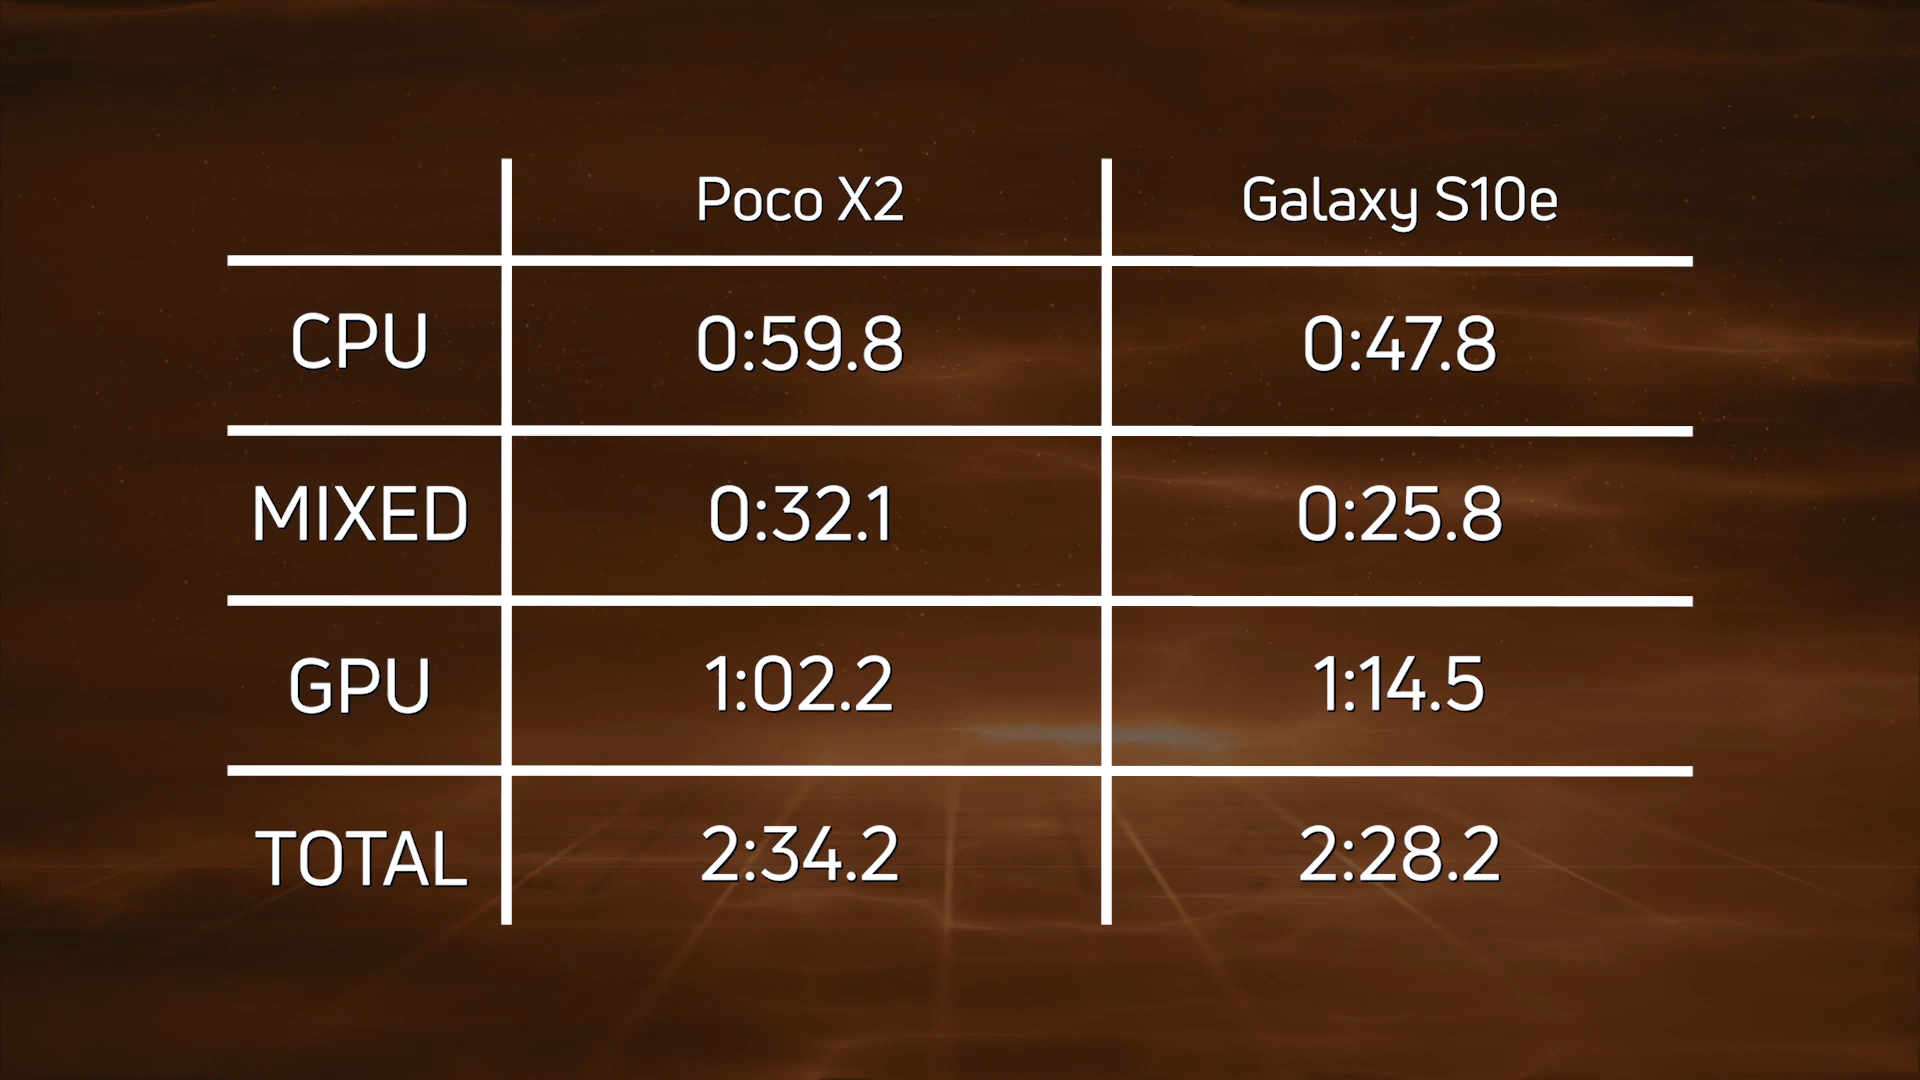 Poco X2 Galaxy S10e
CPU 0:59.8 0:47.8
MIXED 0:32.1 0:25.8
GPU 1:02.2 1:14.5
TOTAL 2:34.2 2:28.2